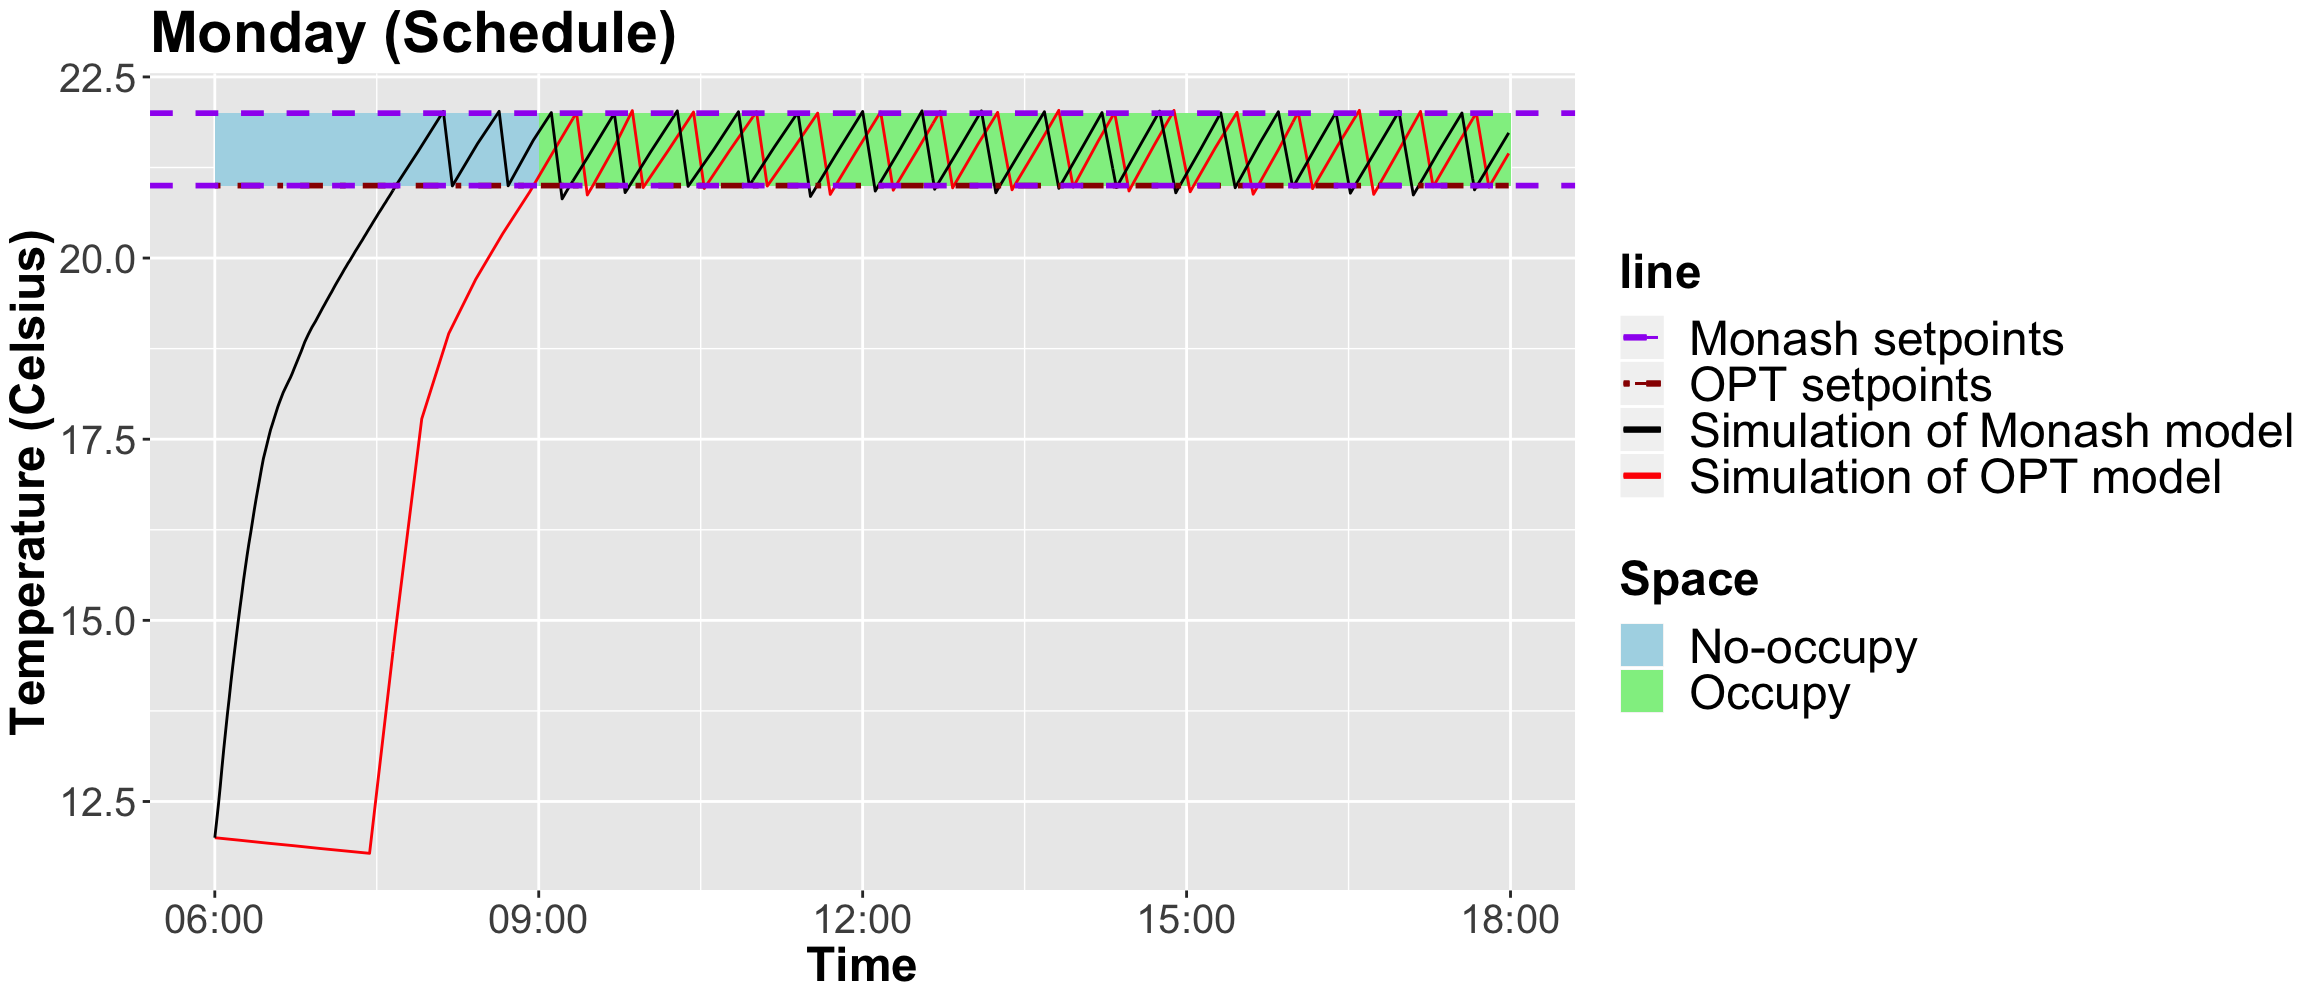 Monday (Schedule)
Temperature (Celsius)
22.5
20.0
17.5
15.0
12.5
06:00
09:00
12:00
15:00
18:00
Time
line
Monash setpoints
OPT setpoints
Simulation of Monash model
Simulation of OPT model
Space
No-occupy
Occupy